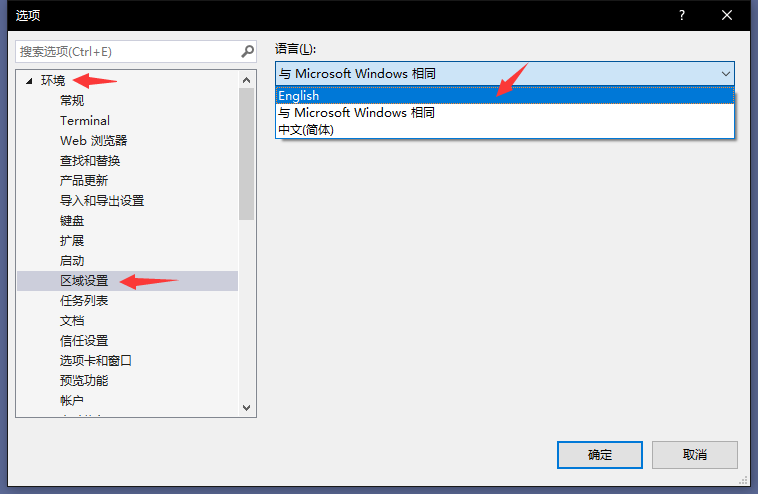 选项
?
搜索选项(Ctrl+E)
环境
常规
Terminal
Web 浏览器
查找和替换
产品更新
导入和导出设置
键盘
扩展
启动
区域设置
任务列表
文档
信任设置
选项卡和窗口
预览功能
帐户
语言(L):
与 Microsoft Windows 相同
English
与 Microsoft Windows 相同
中文(简体)
确定
取消